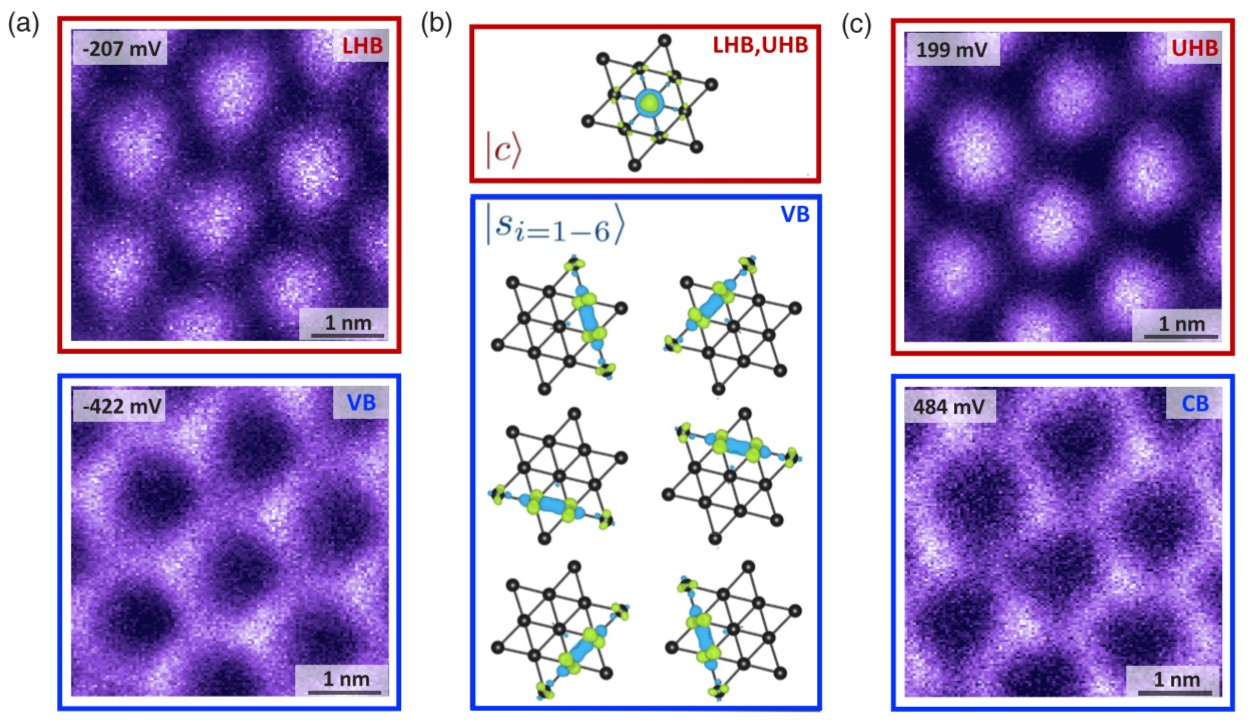 (a)
-207 mV
LHB
1 nm
-422 mV
VB
1 nm
(b)
LHB,UHB
|c⟩
|s_{i=1−6}⟩
VB
(c)
199 mV
UHB
1 nm
484 mV
CB
1 nm